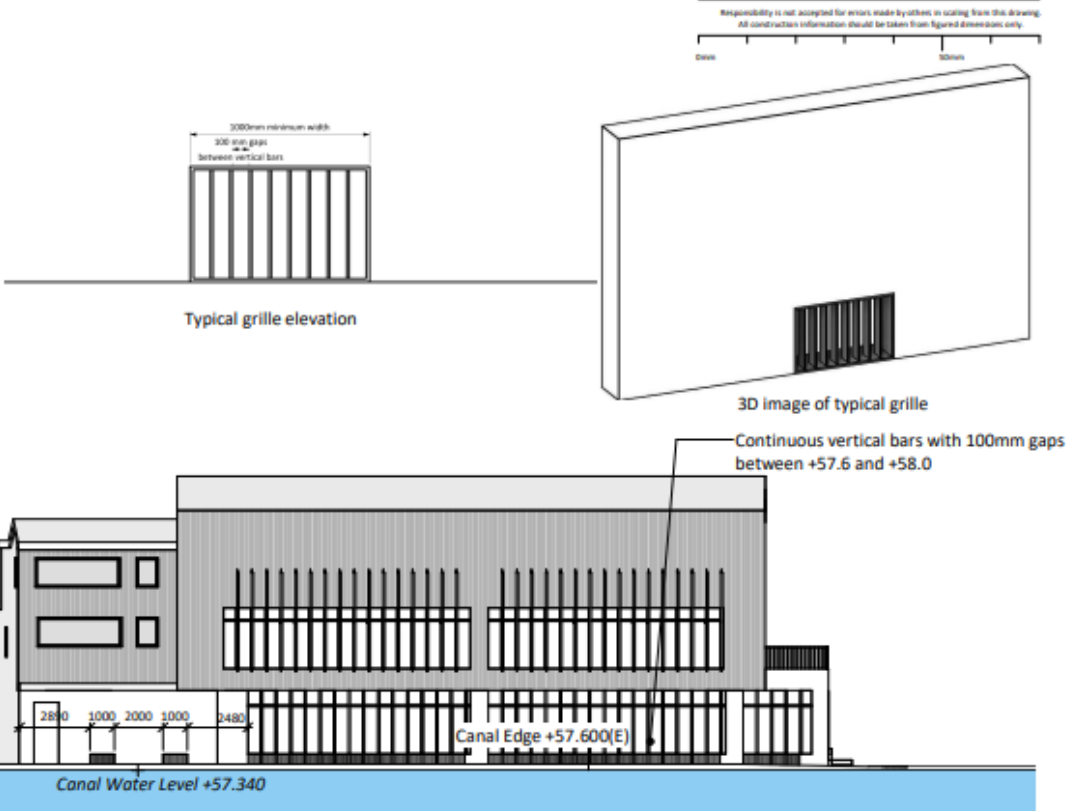 Responsibility is not accepted for errors made by others in scaling from this drawing.
All construction information should be taken from figured dimensions only.
0mm
50mm
1000mm minimum width
100 mm gaps
between vertical bars
Typical grille elevation
3D image of typical grille
Continuous vertical bars with 100mm gaps
between +57.6 and +58.0
2890 1000 2000 1000 2480
Canal Edge +57.600(E)
Canal Water Level +57.340